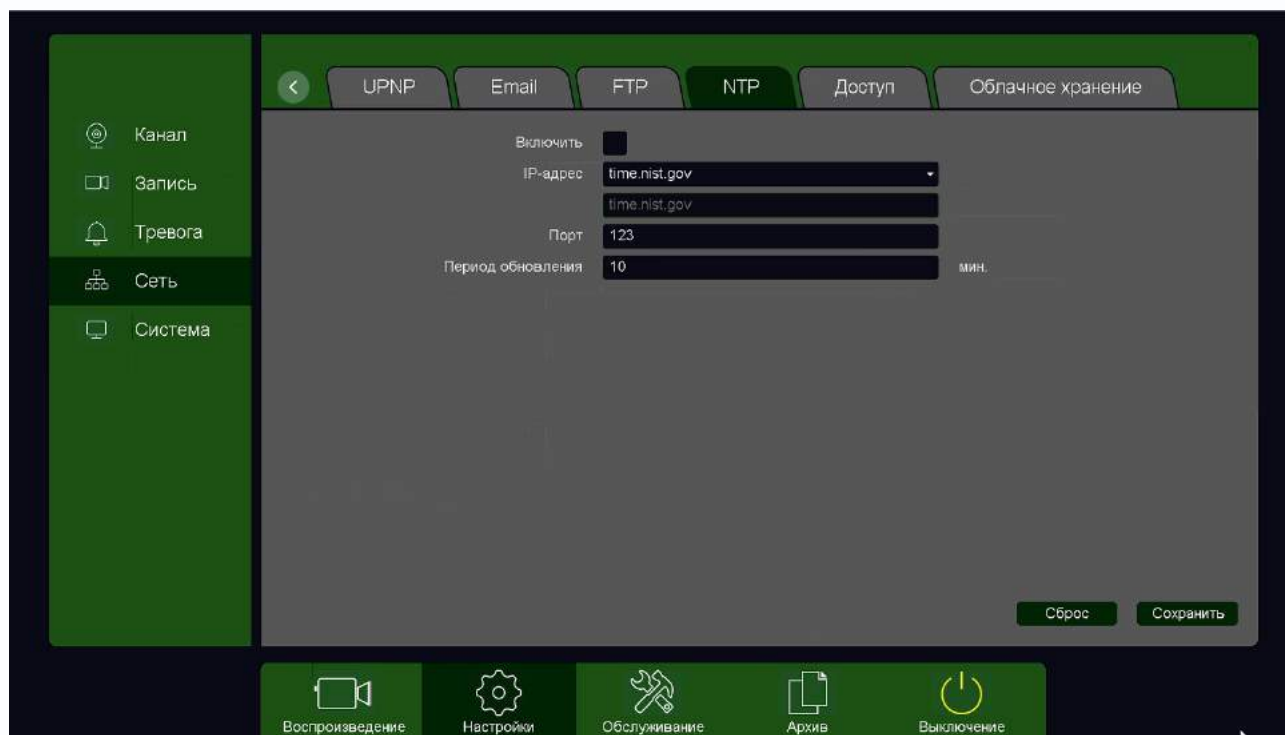 UPNP
Email
FTP
NTP
Доступ
Облачное хранение
Канал
Запись
Тревога
Сеть
Система
Включить
IP-адрес time.nist.gov
time.nist.gov
Порт 123
Период обновления 10 мин.
Сброс
Сохранить
Воспроизведение
Настройки
Обслуживание
Архив
Выключение